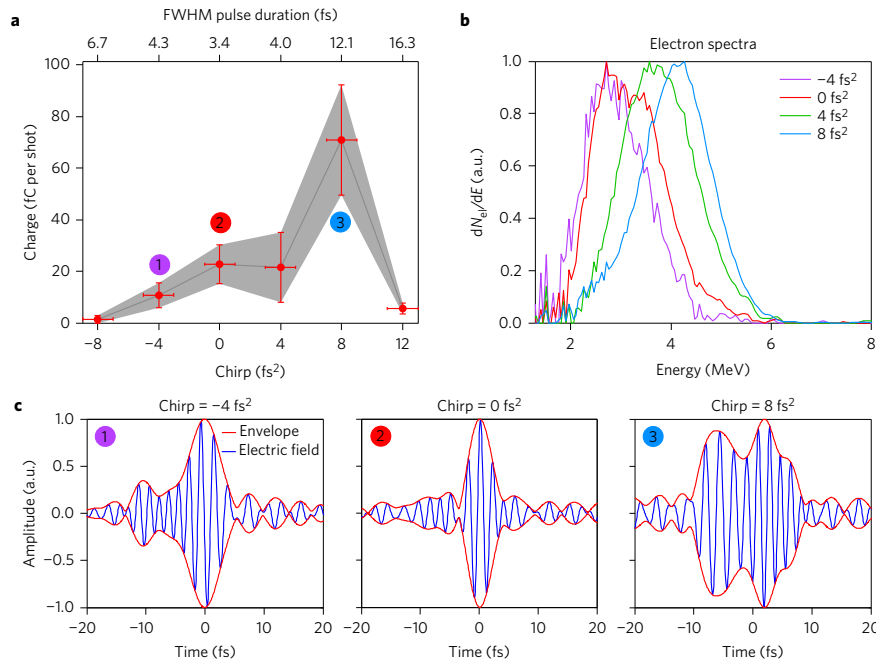 a
FWHM pulse duration (fs)
6.7 4.3 3.4 4.0 12.1 16.3
100
80
60
40
20
0
Charge (fC per shot)
1
2
3
−8 −4 0 4 8 12
Chirp (fs²)
b
Electron spectra
1.0
0.8
0.6
0.4
0.2
0.0
dNel/dE (a.u.)
−4 fs²
0 fs²
4 fs²
8 fs²
2 4 6 8
Energy (MeV)
c
Chirp = −4 fs²
1
Envelope
Electric field
1.0
0.5
0.0
−0.5
−1.0
Amplitude (a.u.)
−20 −10 0 10 20
Time (fs)
Chirp = 0 fs²
2
−20 −10 0 10 20
Time (fs)
Chirp = 8 fs²
3
−20 −10 0 10 20
Time (fs)